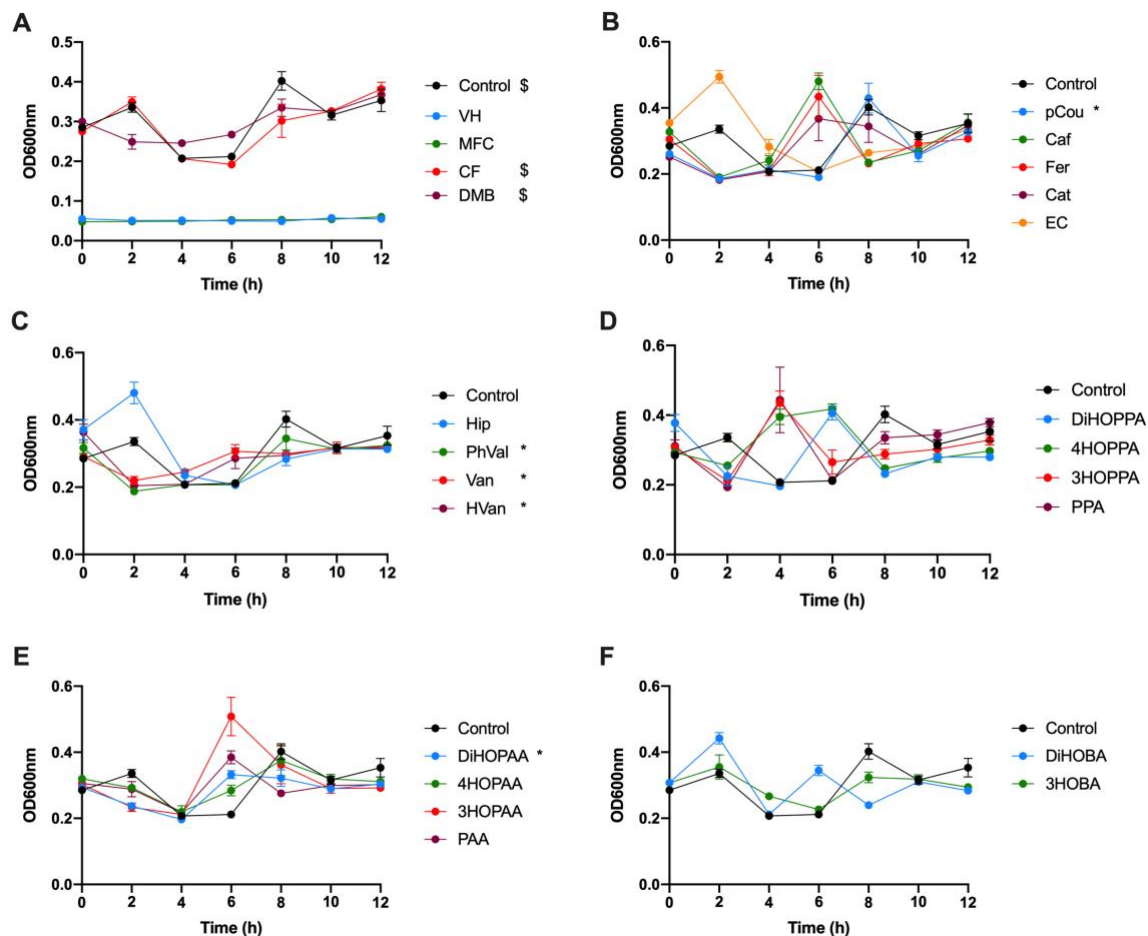 A
OD600nm
0.5
0.4
0.3
0.2
0.1
0.0
0 2 4 6 8 10 12
Time (h)
Control $
VH
MFC
CF $
DMB $
B
OD600nm
0.6
0.4
0.2
0.0
0 2 4 6 8 10 12
Time (h)
Control
pCou *
Caf
Fer
Cat
EC
C
OD600nm
0.6
0.4
0.2
0.0
0 2 4 6 8 10 12
Time (h)
Control
Hip
PhVal *
Van *
HVan *
D
OD600nm
0.6
0.4
0.2
0.0
0 2 4 6 8 10 12
Time (h)
Control
DiHOPPA
4HOPPA
3HOPPA
PPA
E
OD600nm
0.6
0.4
0.2
0.0
0 2 4 6 8 10 12
Time (h)
Control
DiHOPAA *
4HOPAA
3HOPAA
PAA
F
OD600nm
0.6
0.4
0.2
0.0
0 2 4 6 8 10 12
Time (h)
Control
DiHOBA
3HOBA